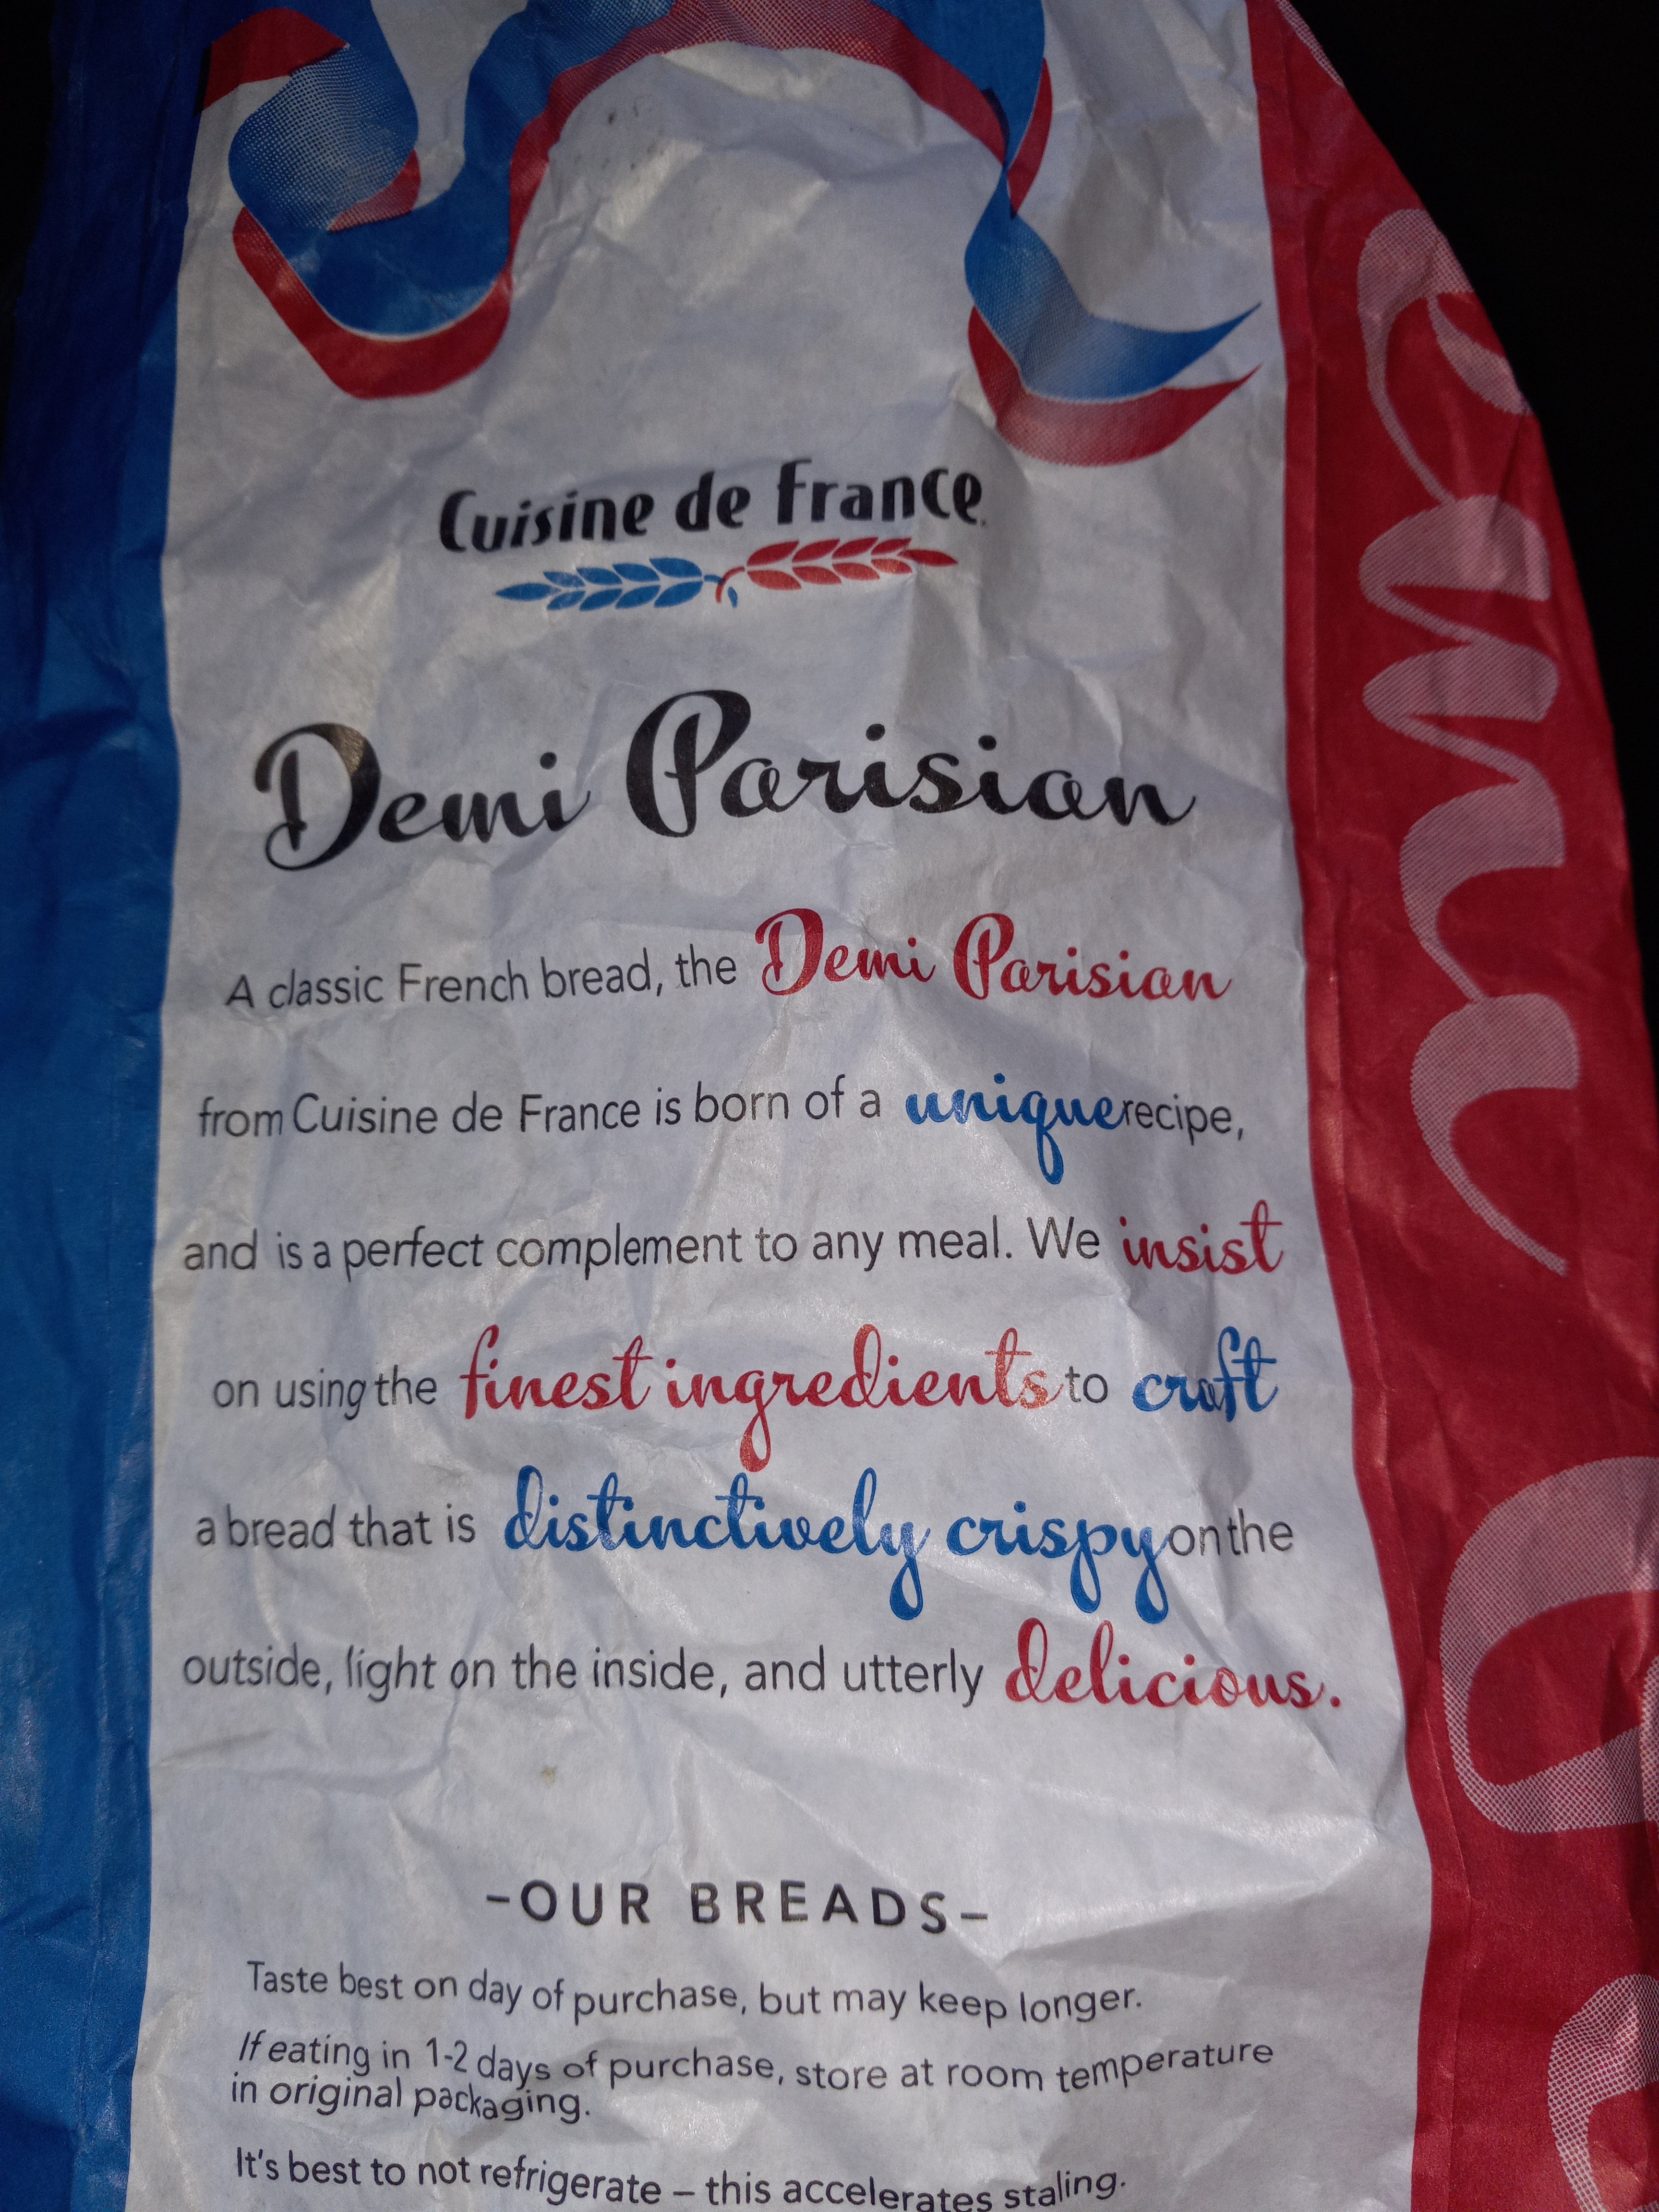 Cuisine de France
Demi Parisian
A classic French bread, the Demi Parisian
from Cuisine de France is born of a unique recipe,
and is a perfect complement to any meal. We insist
on using the finest ingredients to craft
a bread that is distinctively crispy on the
outside, light on the inside, and utterly delicious.
-OUR BREADS-
Taste best on day of purchase, but may keep longer.
If eating in 1-2 days of purchase, store at room temperature
in original packaging.
It's best to not refrigerate – this accelerates staling.